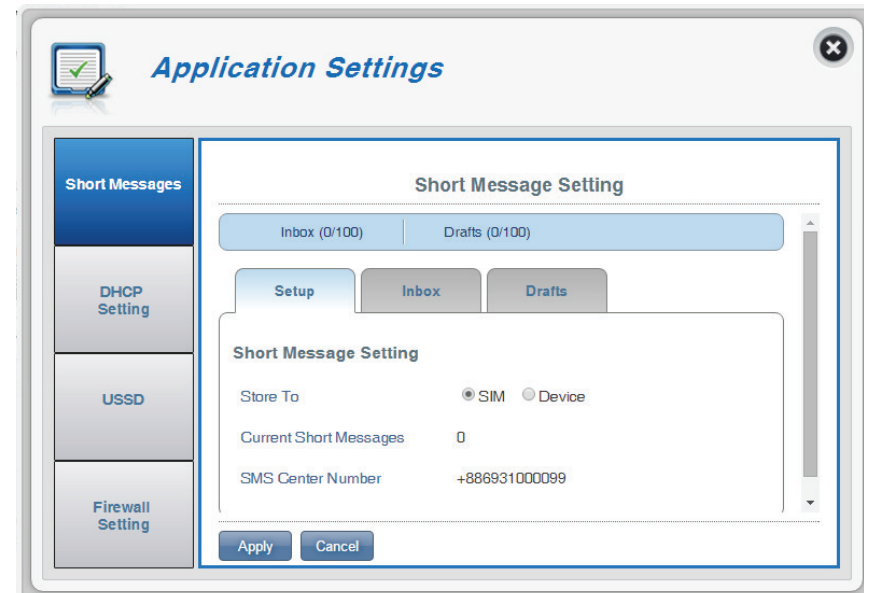 Application Settings
Short Messages
DHCP
Setting
USSD
Firewall
Setting
Short Message Setting
Inbox (0/100) Drafts (0/100)
Setup Inbox Drafts
Short Message Setting
Store To SIM Device
Current Short Messages 0
SMS Center Number +886931000099
Apply Cancel